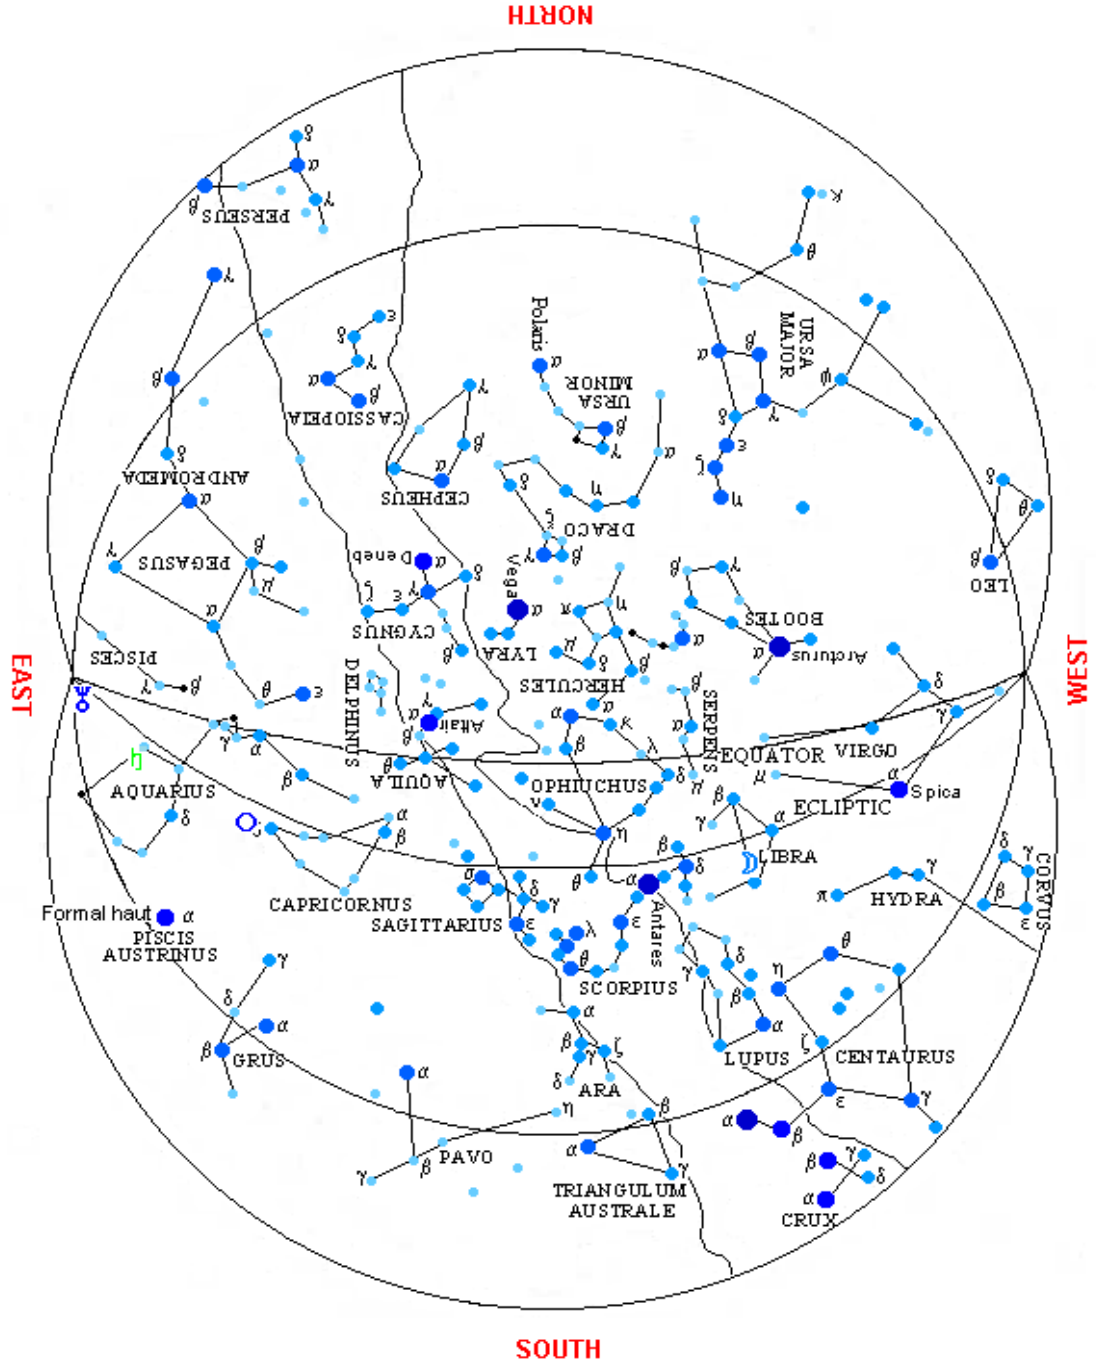 NORTH
δ
α
γ
β
PERSEUS
κ
θ
γ
ε
δ
γ
α
β
CASSIOPEIA
Polaris
α
URSA
MINOR
β
γ
URSA
MAJOR
α
β
γ
δ
ε
ζ
η
ψ
β
δ
ANDROMEDA
α
γ
β
α
CEPHEUS
α
η
δ
DRACO
ξ
γ
β
δ
θ
β
LEO
γ
PEGASUS
β
μ
α
Deneb
α
γ
δ
ε
ζ
CYGNUS
β
Vega
α
LYRA
π
η
μ
δ
β
HERCULES
α
α
γ
β
BOOTES
α
Arcturus
EAST
WEST
PISCES
γ
β
θ
ε
DELPHINUS
γ
α
Altair
β
AQUILA
α
κ
β
λ
δ
OPHIUCHUS
ν
η
θ
β
α
SERPENS
μ
EQUATOR
VIRGO
δ
γ
α
Spica
μ
ECLIPTIC
γ
α
β
AQUARIUS
δ
β
γ
α
LIBRA
α
β
CAPRICORNUS
SAGITTARIUS
δ
γ
ε
σ
β
δ
α
Antares
ε
λ
θ
SCORPIUS
π
HYDRA
γ
δ
γ
β
ε
CORVUS
Formal haut α
PISCIS
AUSTRINUS
γ
δ
α
β
GRUS
γ
δ
β
α
LUPUS
θ
η
ζ
CENTAURUS
ε
γ
α
β
α
β
γ
ζ
δ
ARA
α
η
PAVO
β
γ
β
α
γ
TRIANGULUM
AUSTRALE
β
γ
δ
α
CRUX
SOUTH